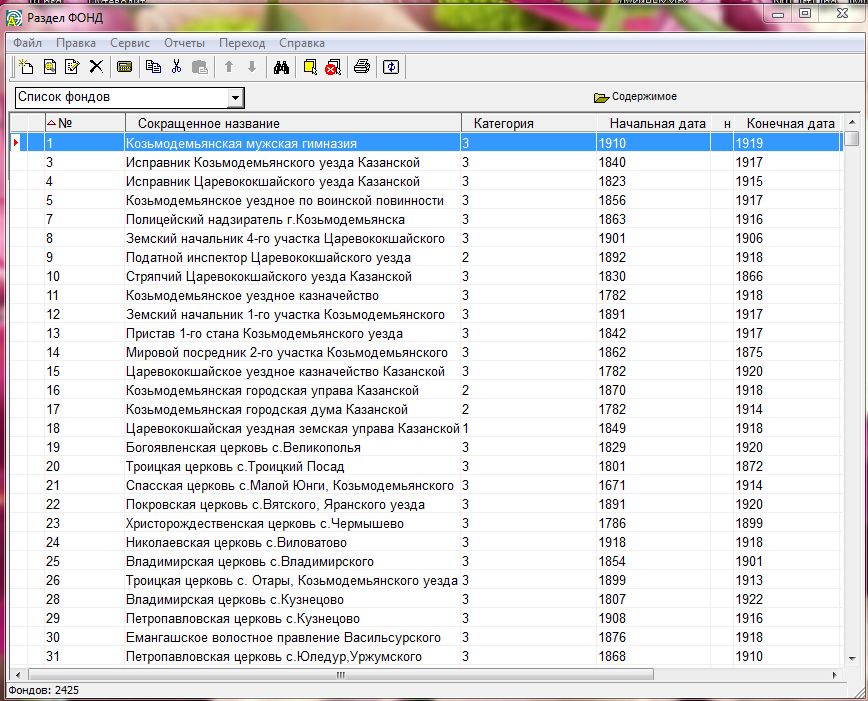 Раздел ФОНД
Файл Правка Сервис Отчеты Переход Справка
Список фондов Содержимое
№ Сокращенное название Категория Начальная дата н Конечная дата
1 Козьмодемьянская мужская гимназия 3 1910 1919
3 Исправник Козьмодемьянского уезда Казанской 3 1840 1917
4 Исправник Царевококшайского уезда Казанской 3 1823 1915
5 Козьмодемьянское уездное по воинской повинности 3 1856 1917
7 Полицейский надзиратель г.Козьмодемьянска 3 1863 1916
8 Земский начальник 4-го участка Царевококшайского 3 1901 1906
9 Податной инспектор Царевококшайского уезда 2 1892 1918
10 Стряпчий Царевококшайского уезда Казанской 3 1830 1866
11 Козьмодемьянское уездное казначейство 3 1782 1918
12 Земский начальник 1-го участка Козьмодемьянского 3 1891 1917
13 Пристав 1-го стана Козьмодемьянского уезда 3 1842 1917
14 Мировой посредник 2-го участка Козьмодемьянского 3 1862 1875
15 Царевококшайское уездное казначейство Казанской 3 1782 1920
16 Козьмодемьянская городская управа Казанской 2 1870 1918
17 Козьмодемьянская городская дума Казанской 2 1782 1914
18 Царевококшайская уездная земская управа Казанской 1 1849 1918
19 Богоявленская церковь с.Великополья 3 1829 1920
20 Троицкая церковь с.Троицкий Посад 3 1801 1872
21 Спасская церковь с.Малой Юнги, Козьмодемьянского 3 1671 1914
22 Покровская церковь с.Вятского, Яранского уезда 3 1891 1920
23 Христорождественская церковь с.Чермышево 3 1786 1899
24 Николаевская церковь с.Виловатово 3 1918 1918
25 Владимирская церковь с.Владимирского 3 1854 1901
26 Троицкая церковь с. Отары, Козьмодемьянского уезда 3 1899 1913
28 Владимирская церковь с.Кузнецово 3 1807 1922
29 Петропавловская церковь с.Кузнецово 3 1908 1916
30 Емангашское волостное правление Васильсурского 3 1876 1918
31 Петропавловская церковь с.Юледур,Уржумского 3 1868 1910
Фондов: 2425